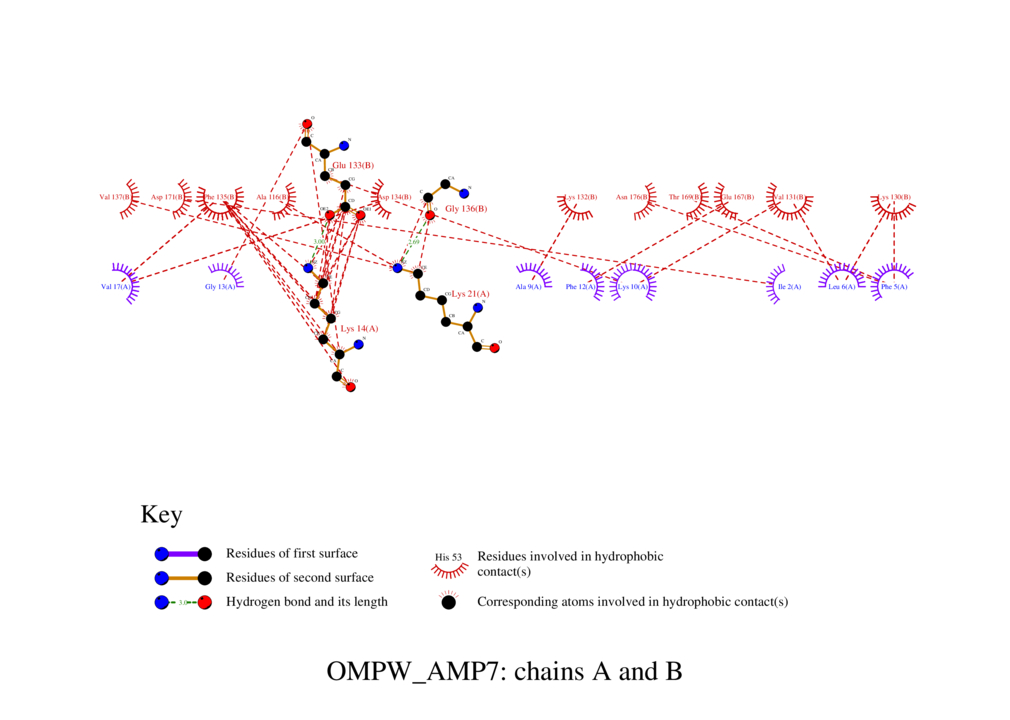 Glu 133(B)
Val 137(B)
Asp 171(B)
Phe 135(B)
Ala 116(B)
Asp 134(B)
Gly 136(B)
Lys 132(B)
Asn 176(B)
Thr 169(B)
Glu 167(B)
Val 131(B)
Lys 130(B)
3.00
2.69
Val 17(A)
Gly 13(A)
Lys 21(A)
Ala 9(A)
Phe 12(A)
Lys 10(A)
Ile 2(A)
Leu 6(A)
Phe 5(A)
Lys 14(A)
Key
Residues of first surface
Residues of second surface
3.0
Hydrogen bond and its length
His 53
Residues involved in hydrophobic
contact(s)
Corresponding atoms involved in hydrophobic contact(s)
OMPW_AMP7: chains A and B